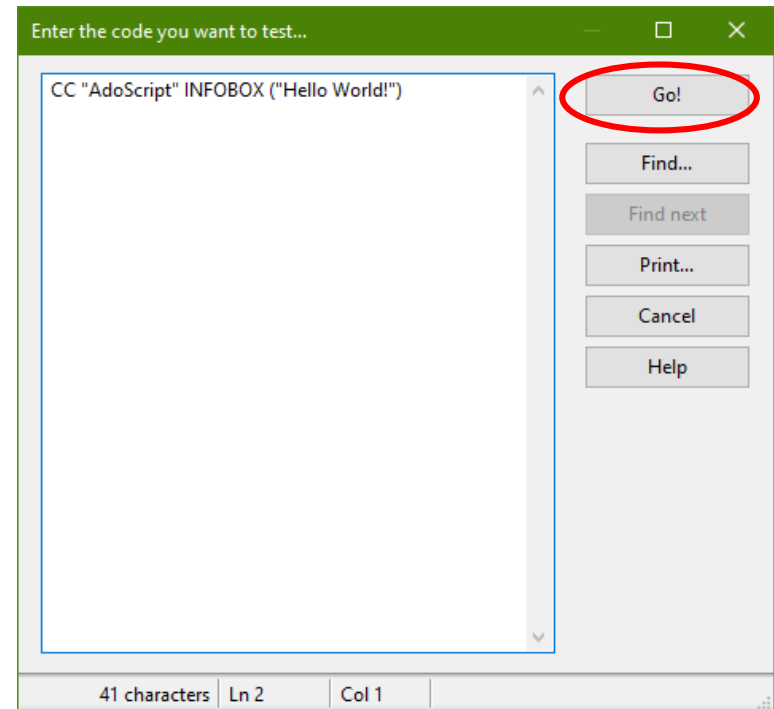 Enter the code you want to test...
CC "AdoScript" INFOBOX ("Hello World!")
Go!
Find...
Find next
Print...
Cancel
Help
41 characters Ln 2 Col 1